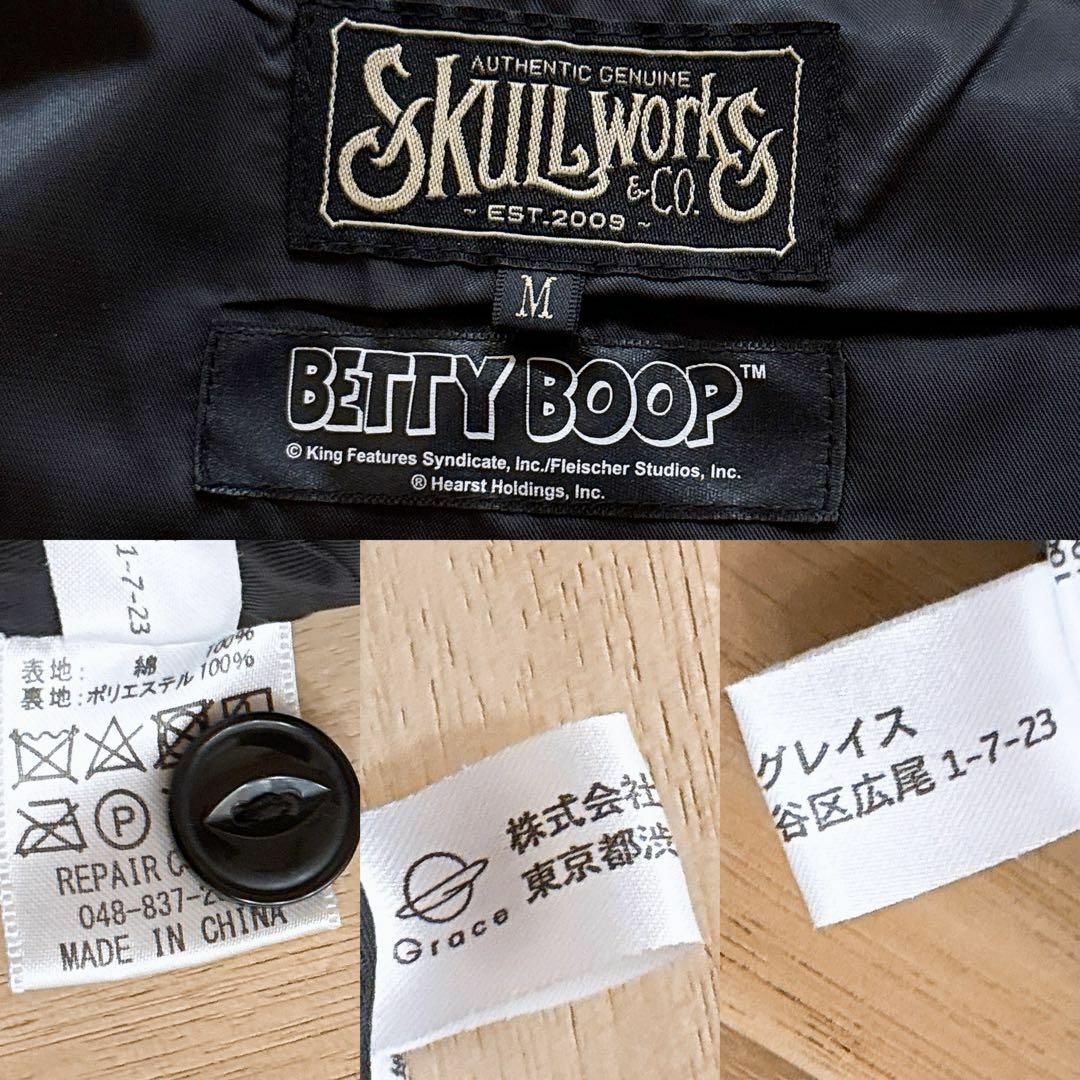 AUTHENTIC GENUINE
SKULLWorkS
& CO.
~ EST.2009 ~
M
BETTY BOOP™
© King Features Syndicate, Inc./Fleischer Studios, Inc.
® Hearst Holdings, Inc.
1-7-23
表地: 綿 100%
裏地:ポリエステル 100%
P
REPAIR
048-837-2
MADE IN CHINA
Grace
株式会社
東京都渋
グレイス
谷区広尾 1-7-23